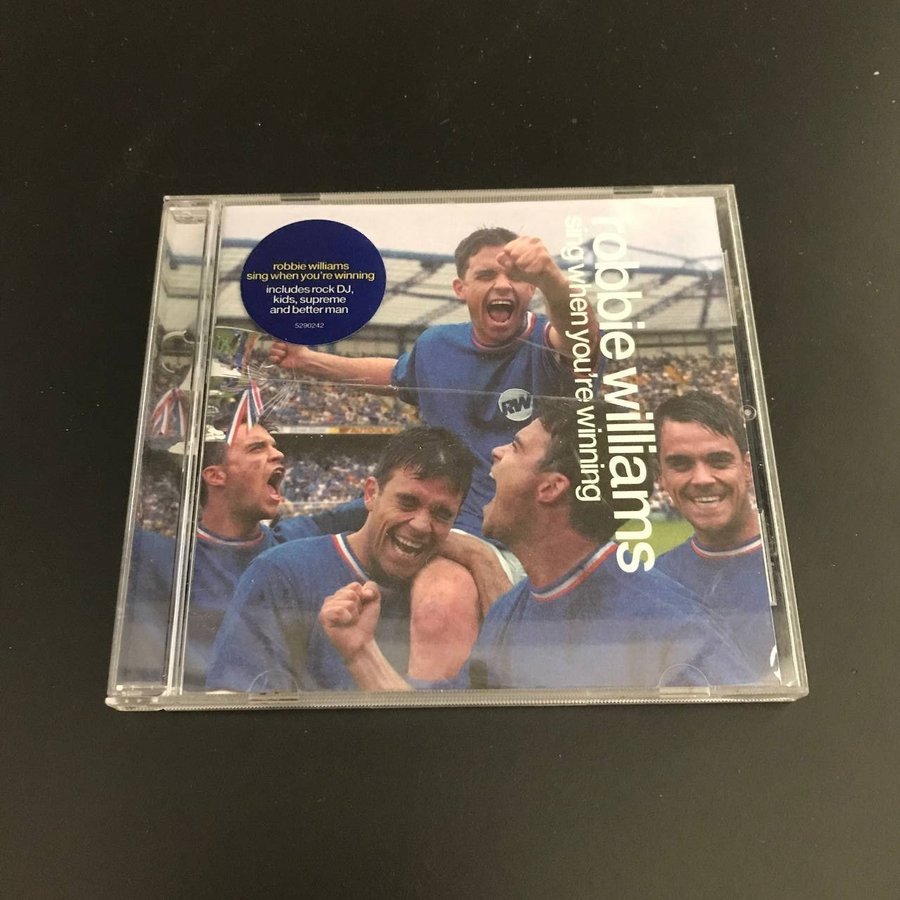 robbie williams
sing when you're winning
includes rock DJ,
kids, supreme
and better man
5290242
robbie williams
sing when you're winning
RW